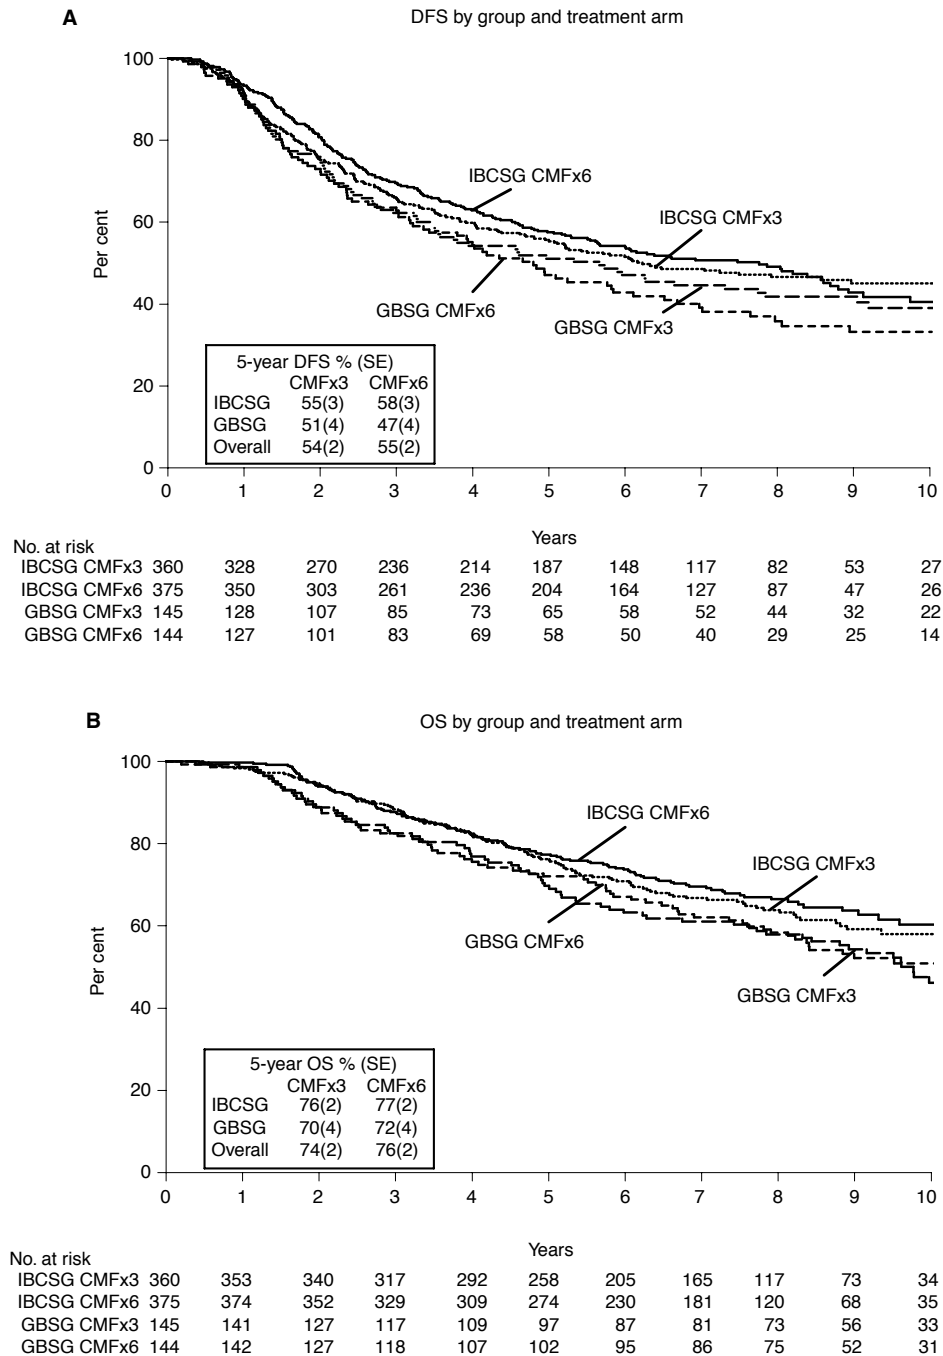 A
DFS by group and treatment arm
100
80
60
40
20
0
Per cent
IBCSG CMFx6
IBCSG CMFx3
GBSG CMFx6
GBSG CMFx3
5-year DFS % (SE)
CMFx3 CMFx6
IBCSG 55(3) 58(3)
GBSG 51(4) 47(4)
Overall 54(2) 55(2)
0 1 2 3 4 5 6 7 8 9 10
Years
No. at risk
IBCSG CMFx3 360 328 270 236 214 187 148 117 82 53 27
IBCSG CMFx6 375 350 303 261 236 204 164 127 87 47 26
GBSG CMFx3 145 128 107 85 73 65 58 52 44 32 22
GBSG CMFx6 144 127 101 83 69 58 50 40 29 25 14
B
OS by group and treatment arm
100
80
60
40
20
0
Per cent
IBCSG CMFx6
IBCSG CMFx3
GBSG CMFx6
GBSG CMFx3
5-year OS % (SE)
CMFx3 CMFx6
IBCSG 76(2) 77(2)
GBSG 70(4) 72(4)
Overall 74(2) 76(2)
0 1 2 3 4 5 6 7 8 9 10
Years
No. at risk
IBCSG CMFx3 360 353 340 317 292 258 205 165 117 73 34
IBCSG CMFx6 375 374 352 329 309 274 230 181 120 68 35
GBSG CMFx3 145 141 127 117 109 97 87 81 73 56 33
GBSG CMFx6 144 142 127 118 107 102 95 86 75 52 31